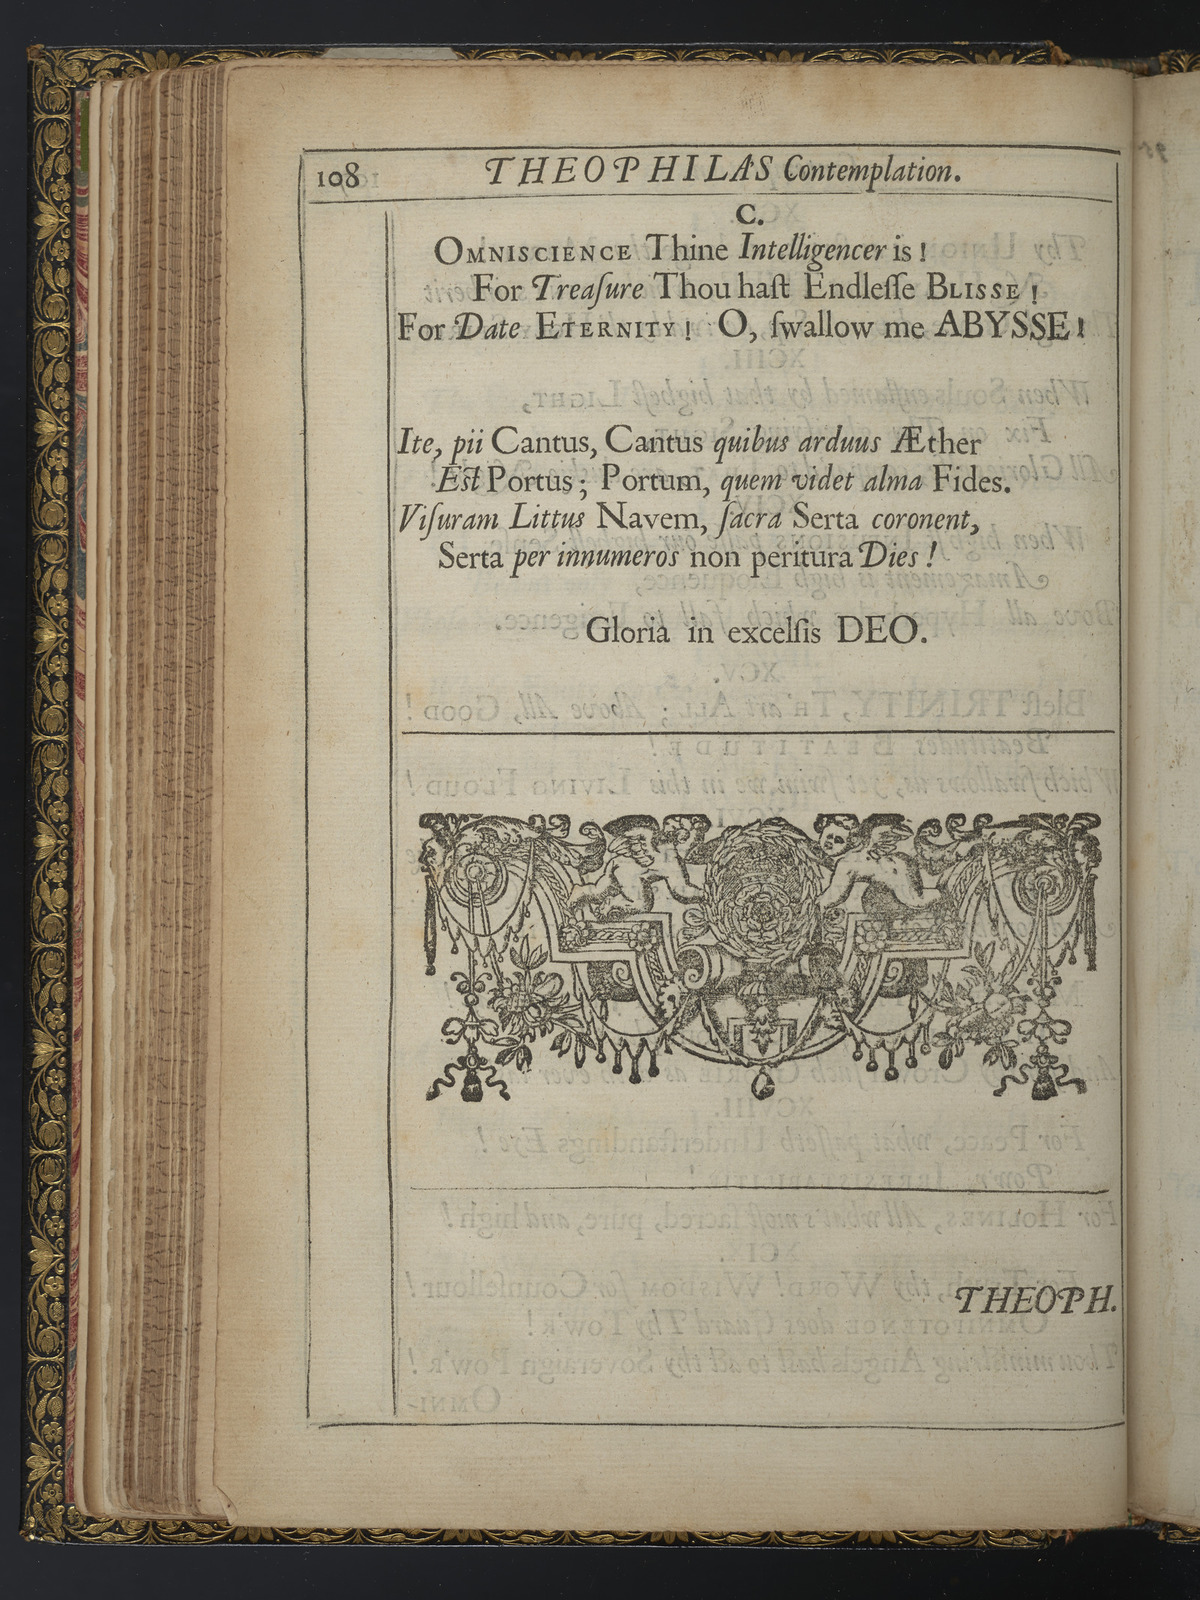 108 THEOPHILA'S Contemplation.
C.
OMNISCIENCE Thine Intelligencer is!
For Treaſure Thou haſt Endleſſe BLISSE!
For Date ETERNITY! O, ſwallow me ABYSSE!
Ite, pii Cantus, Cantus quibus arduus Æther
Eſt Portus; Portum, quem videt alma Fides.
Viſuram Littus Navem, ſacra Serta coronent,
Serta per innumeros non peritura Dies!
Gloria in excelſis DEO.
THEOPH.